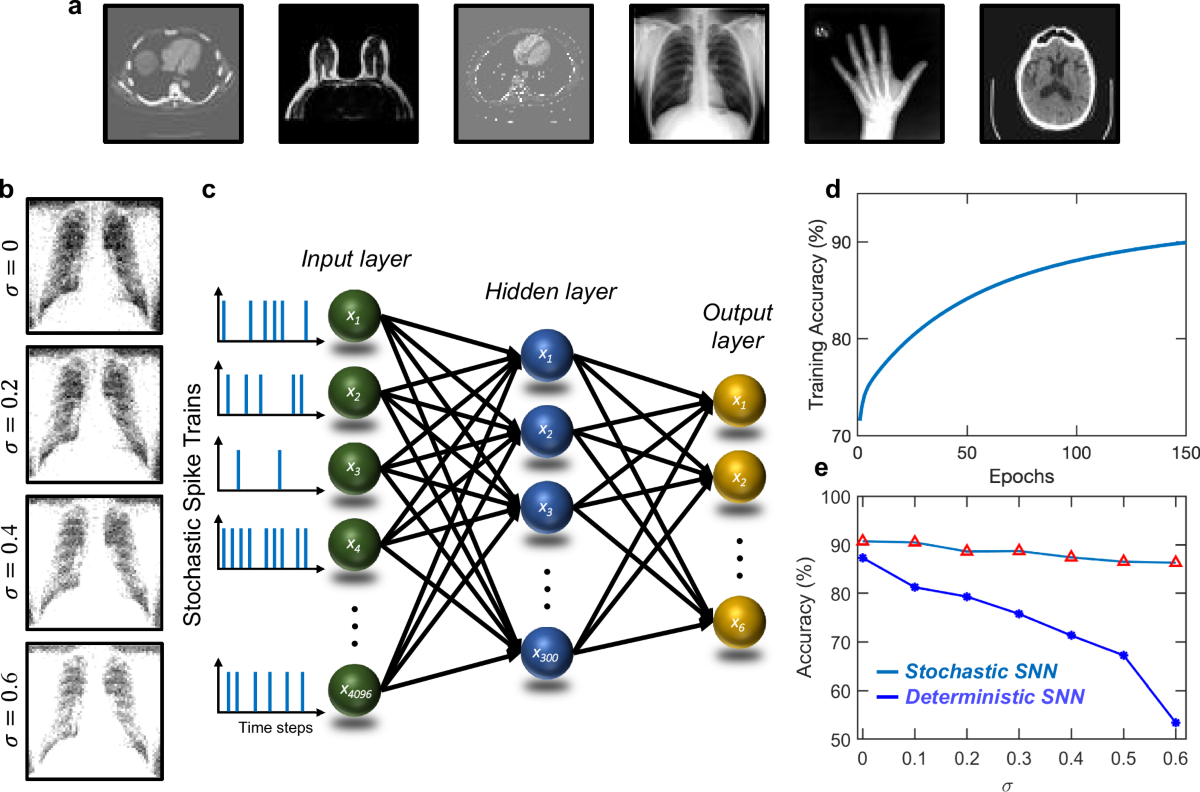 a
b
σ = 0
σ = 0.2
σ = 0.4
σ = 0.6
c
Input layer
Hidden layer
Output
layer
Stochastic Spike Trains
x1
x2
x3
x4
x4096
Time steps
x1
x2
x3
x300
x1
x2
x6
d
Training Accuracy (%)
90
80
70
0 50 100 150
Epochs
e
Accuracy (%)
100
90
80
70
60
50
Stochastic SNN
Deterministic SNN
0 0.1 0.2 0.3 0.4 0.5 0.6
σ